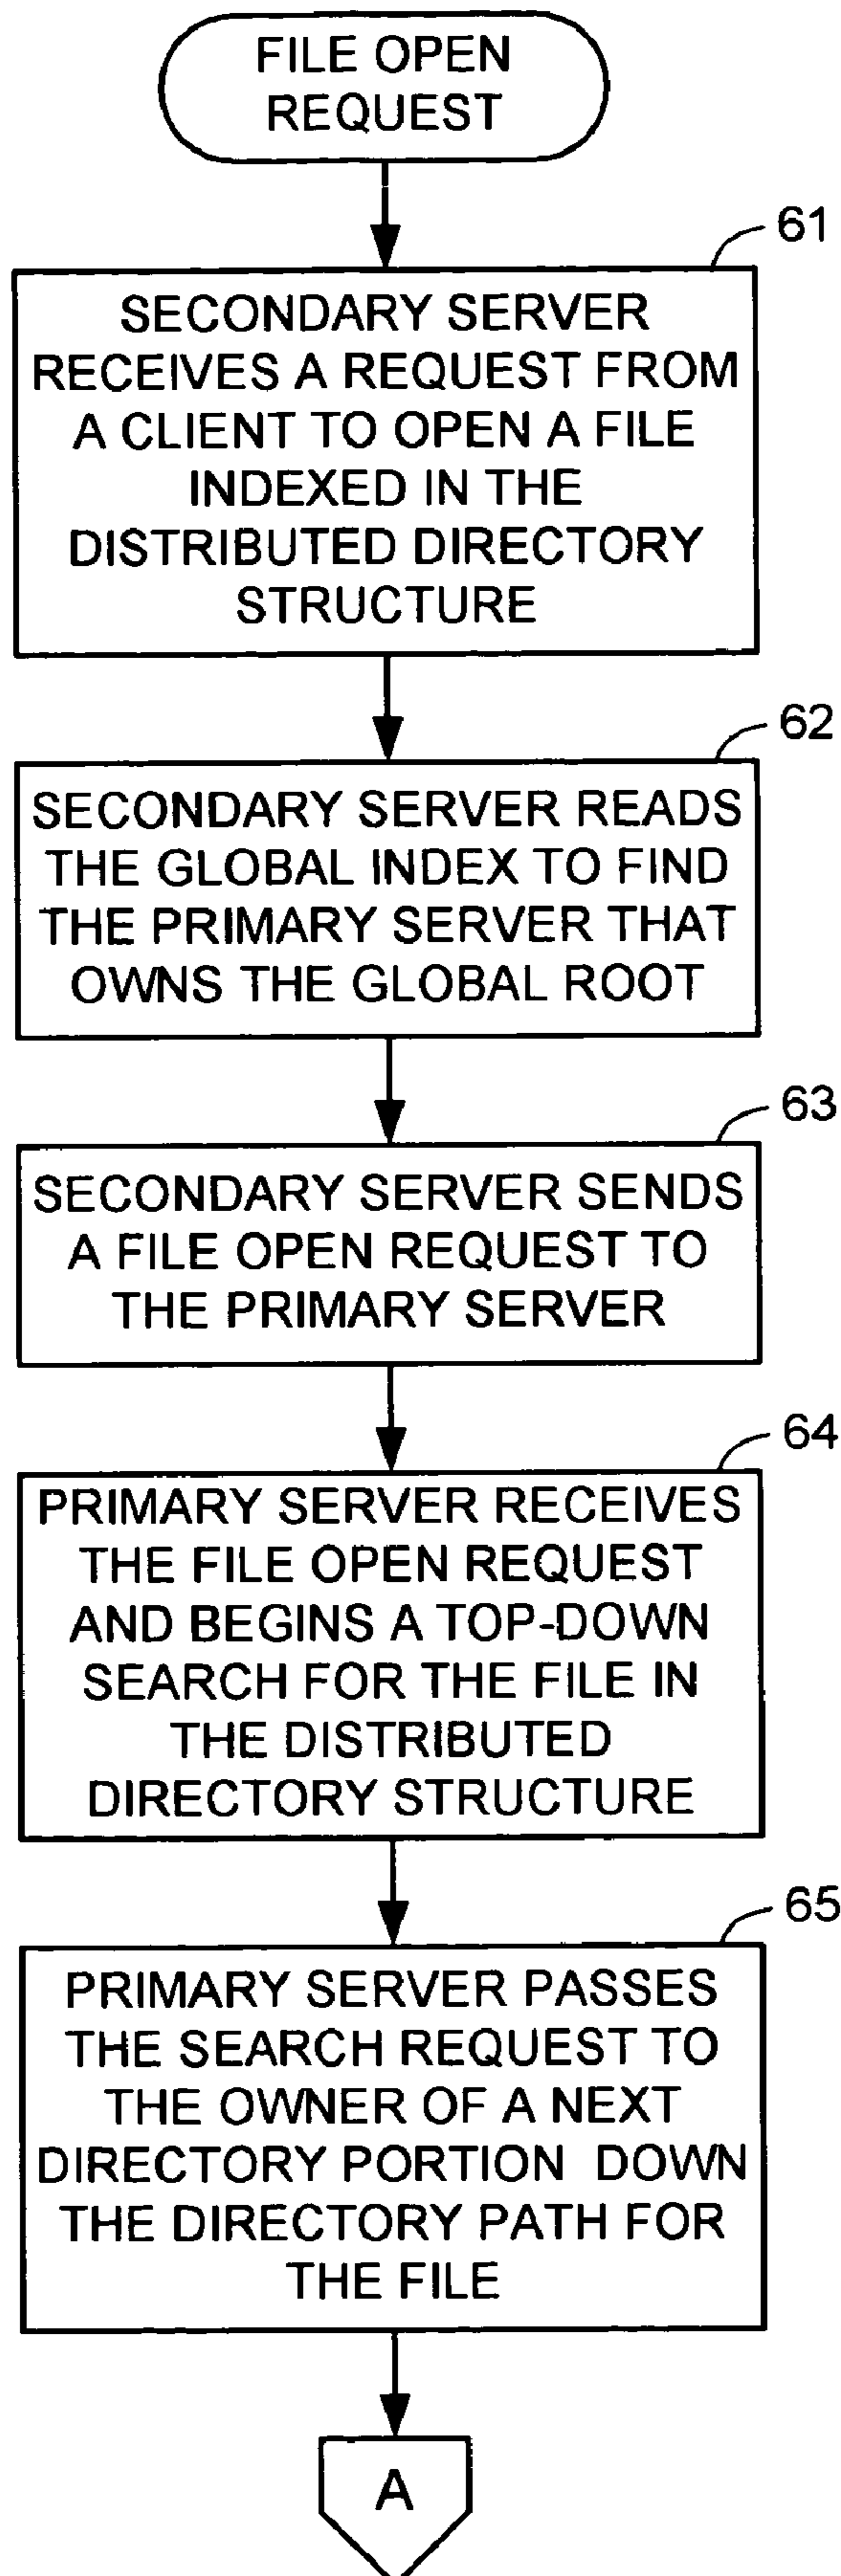 FILE OPEN
REQUEST
61
SECONDARY SERVER
RECEIVES A REQUEST FROM
A CLIENT TO OPEN A FILE
INDEXED IN THE
DISTRIBUTED DIRECTORY
STRUCTURE
62
SECONDARY SERVER READS
THE GLOBAL INDEX TO FIND
THE PRIMARY SERVER THAT
OWNS THE GLOBAL ROOT
63
SECONDARY SERVER SENDS
A FILE OPEN REQUEST TO
THE PRIMARY SERVER
64
PRIMARY SERVER RECEIVES
THE FILE OPEN REQUEST
AND BEGINS A TOP-DOWN
SEARCH FOR THE FILE IN
THE DISTRIBUTED
DIRECTORY STRUCTURE
65
PRIMARY SERVER PASSES
THE SEARCH REQUEST TO
THE OWNER OF A NEXT
DIRECTORY PORTION DOWN
THE DIRECTORY PATH FOR
THE FILE
A